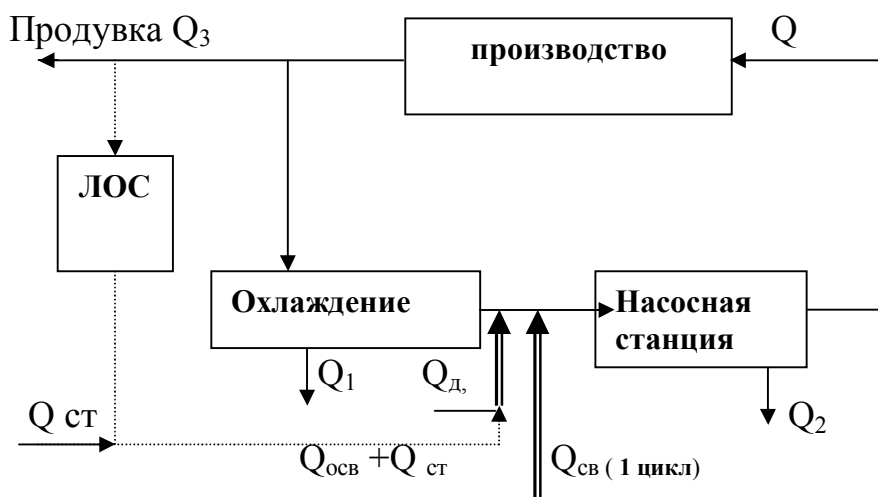 Продувка Q3
производство
Q
ЛОС
Охлаждение
Насосная
станция
Q1
Qд,
Q2
Q ст
Qосв +Q ст
Qсв ( 1 цикл)